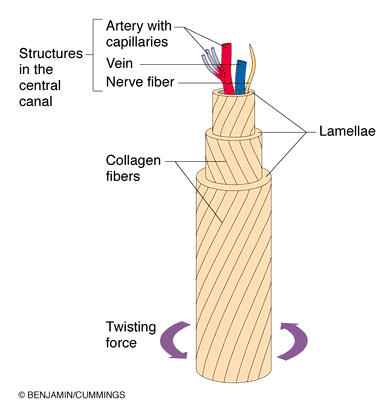 Structures
in the
central
canal
Artery with
capillaries
Vein
Nerve fiber
Lamellae
Collagen
fibers
Twisting
force
© BENJAMIN/CUMMINGS